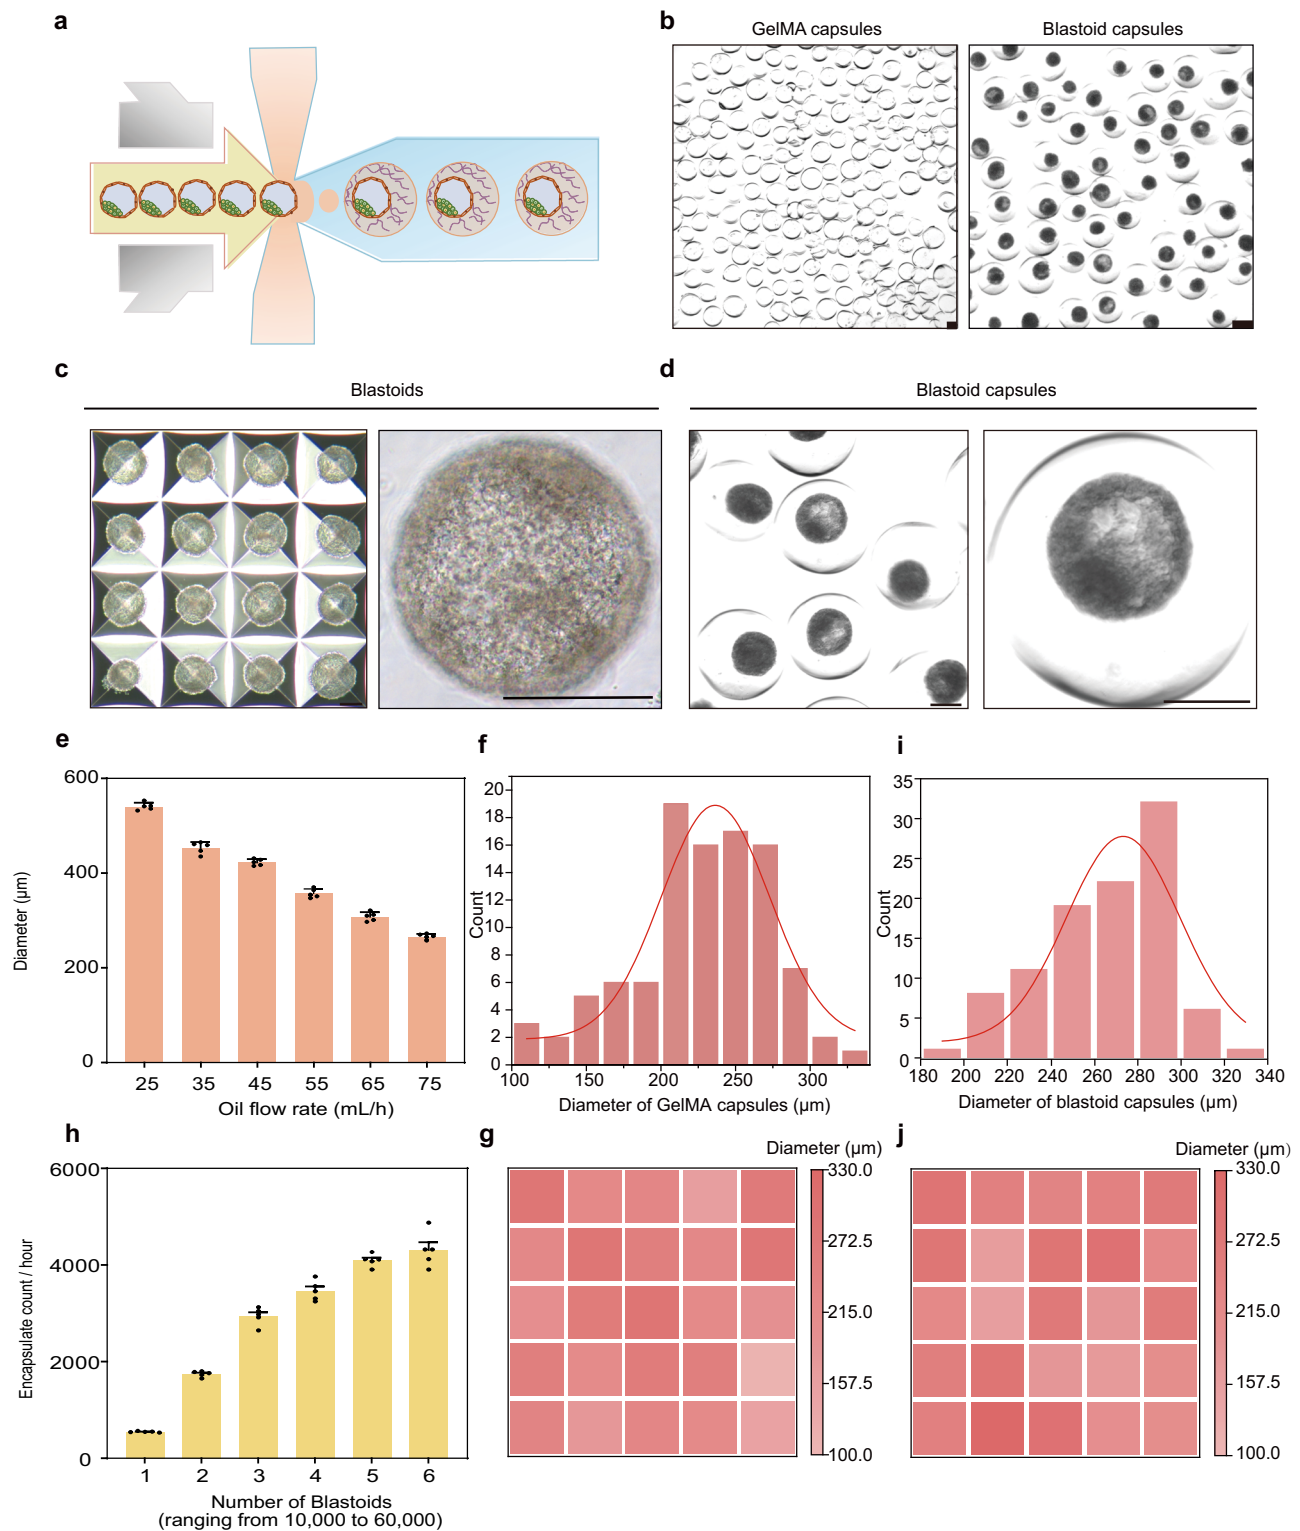 a
b
GelMA capsules
Blastoid capsules
c
Blastoids
d
Blastoid capsules
e
600
400
200
0
Diameter (µm)
25 35 45 55 65 75
Oil flow rate (mL/h)
f
20
18
16
14
12
10
8
6
4
2
0
Count
100 150 200 250 300
Diameter of GelMA capsules (µm)
i
35
30
25
20
15
10
5
0
Count
180 200 220 240 260 280 300 320 340
Diameter of blastoid capsules (µm)
h
6000
4000
2000
0
Encapsulate count / hour
1 2 3 4 5 6
Number of Blastoids
(ranging from 10,000 to 60,000)
g
Diameter (µm)
330.0
272.5
215.0
157.5
100.0
j
Diameter (µm)
330.0
272.5
215.0
157.5
100.0